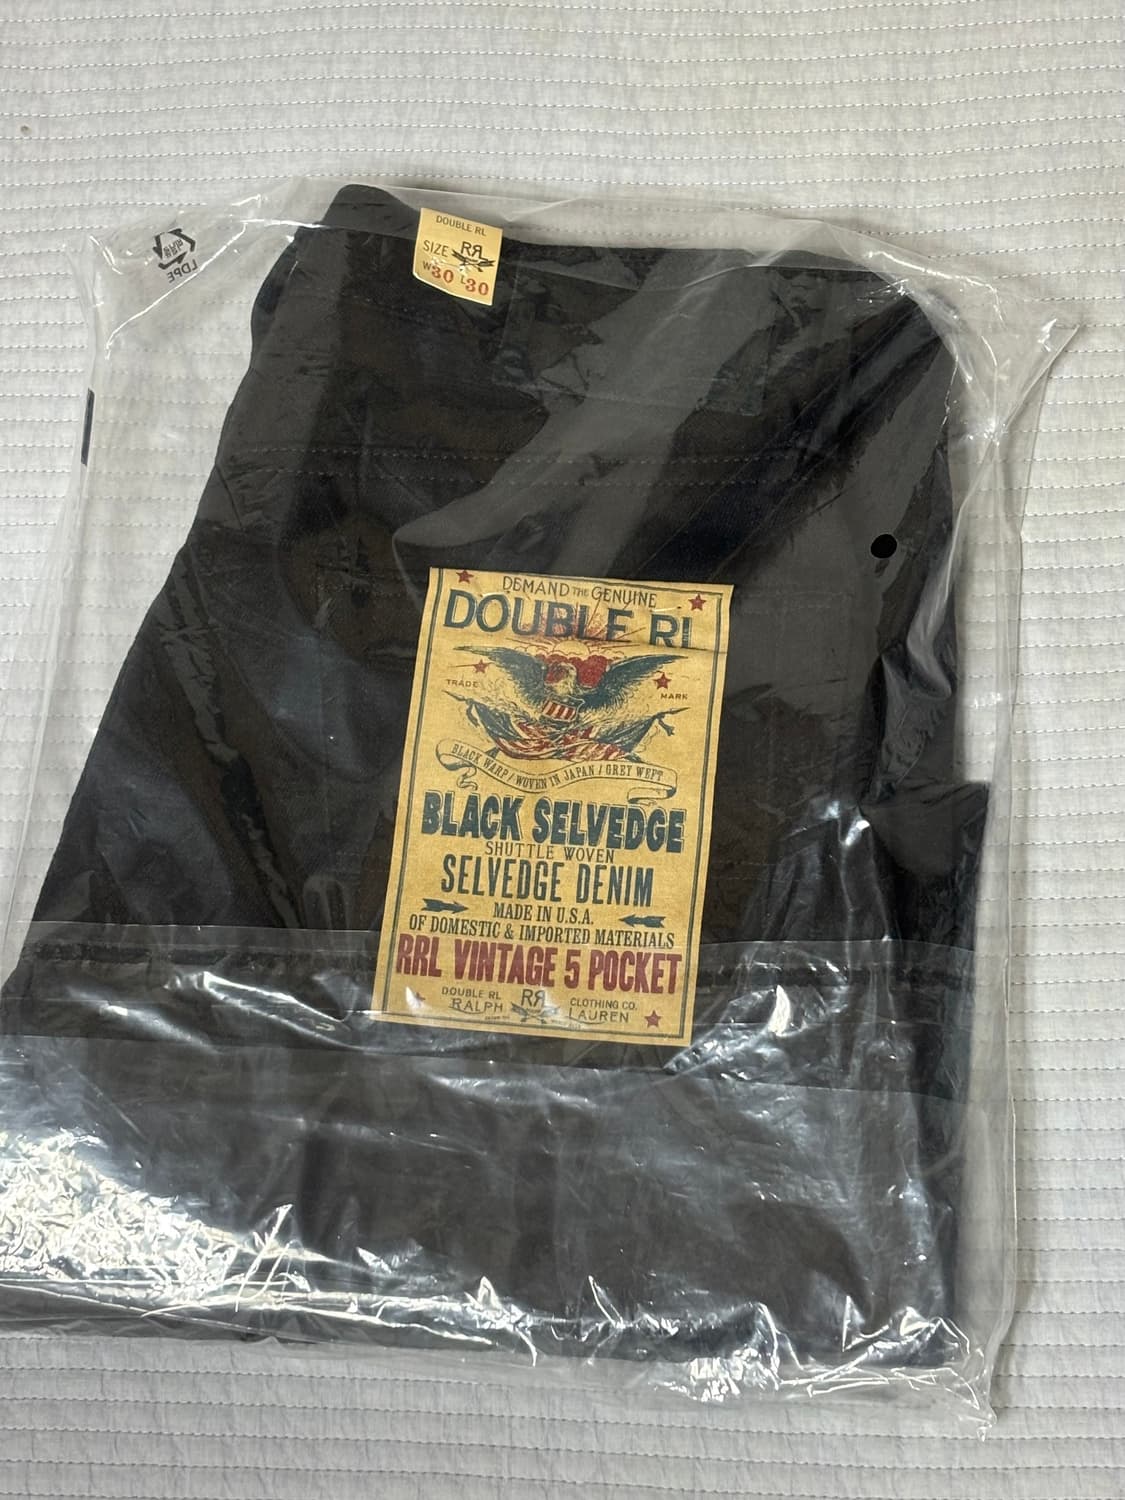 DOUBLE RL
SIZE RR
W30 L30
LDPE
DEMAND THE GENUINE
DOUBLE RL
TRADE MARK
BLACK WARP / WOVEN IN JAPAN / GREY WEFT
BLACK SELVEDGE
SHUTTLE WOVEN
SELVEDGE DENIM
MADE IN U.S.A.
OF DOMESTIC & IMPORTED MATERIALS
RRL VINTAGE 5 POCKET
DOUBLE RL RR CLOTHING CO.
RALPH LAUREN